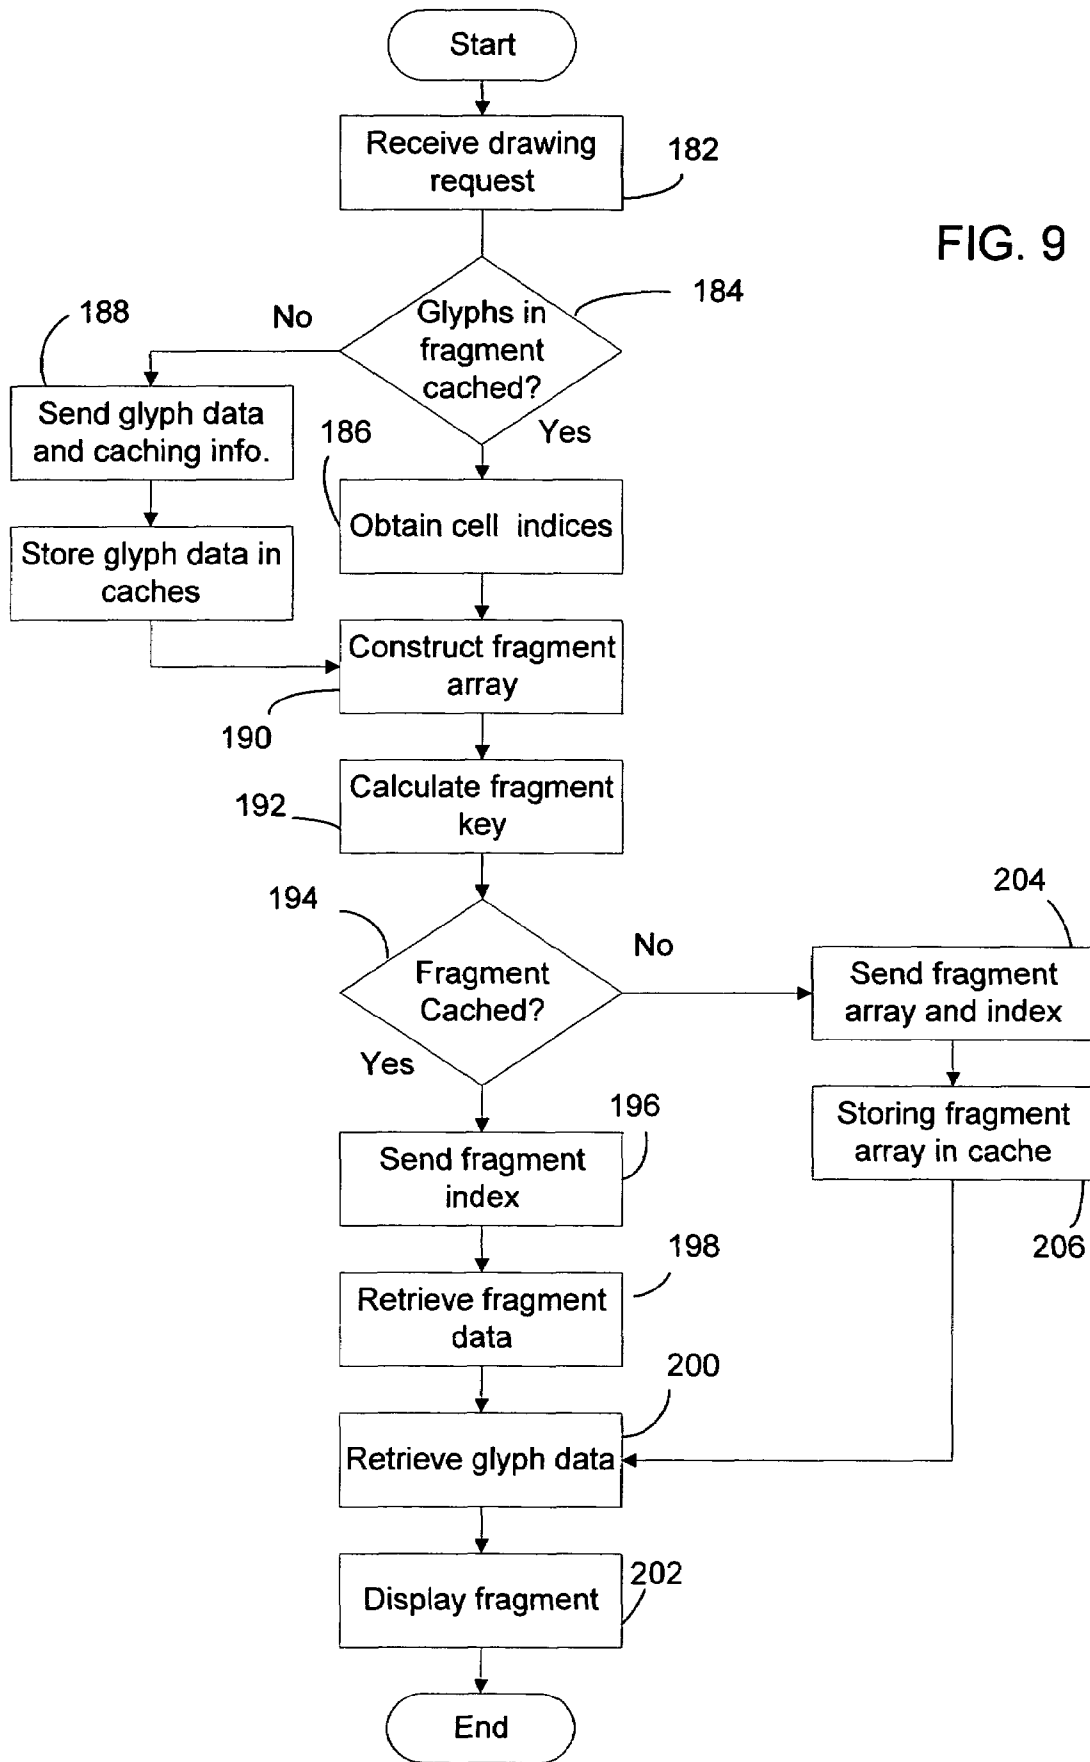 Start
Receive drawing
request
182
FIG. 9
Glyphs in
fragment
cached?
184
No
188
Yes
Send glyph data
and caching info.
186
Obtain cell indices
Store glyph data in
caches
Construct fragment
array
190
Calculate fragment
key
192
194
Fragment
Cached?
No
204
Send fragment
array and index
Yes
196
Send fragment
index
Storing fragment
array in cache
206
198
Retrieve fragment
data
200
Retrieve glyph data
Display fragment
202
End